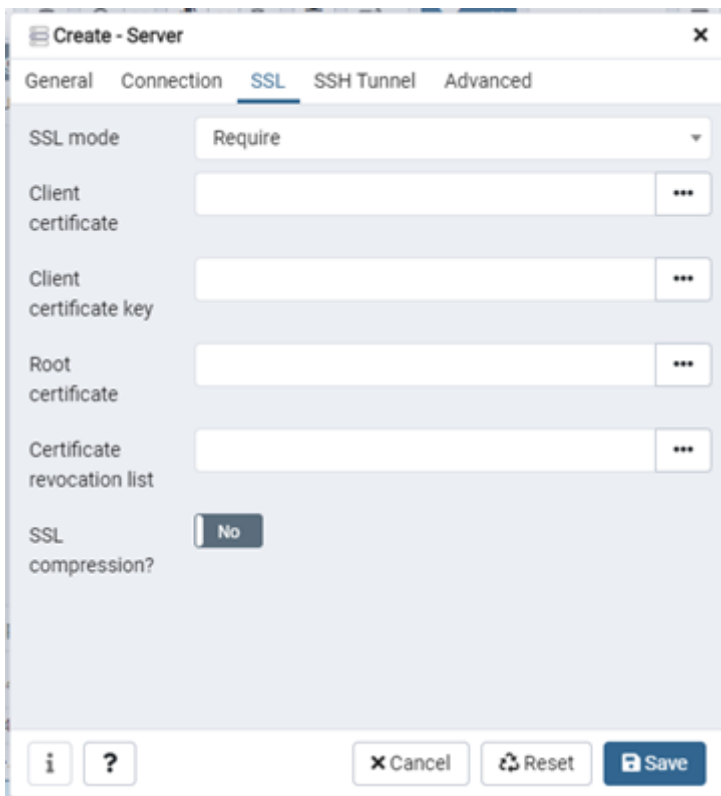 Create - Server
General Connection SSL SSH Tunnel Advanced
SSL mode
Require
Client
certificate
Client
certificate key
Root
certificate
Certificate
revocation list
SSL
compression?
No
i ? Cancel Reset Save